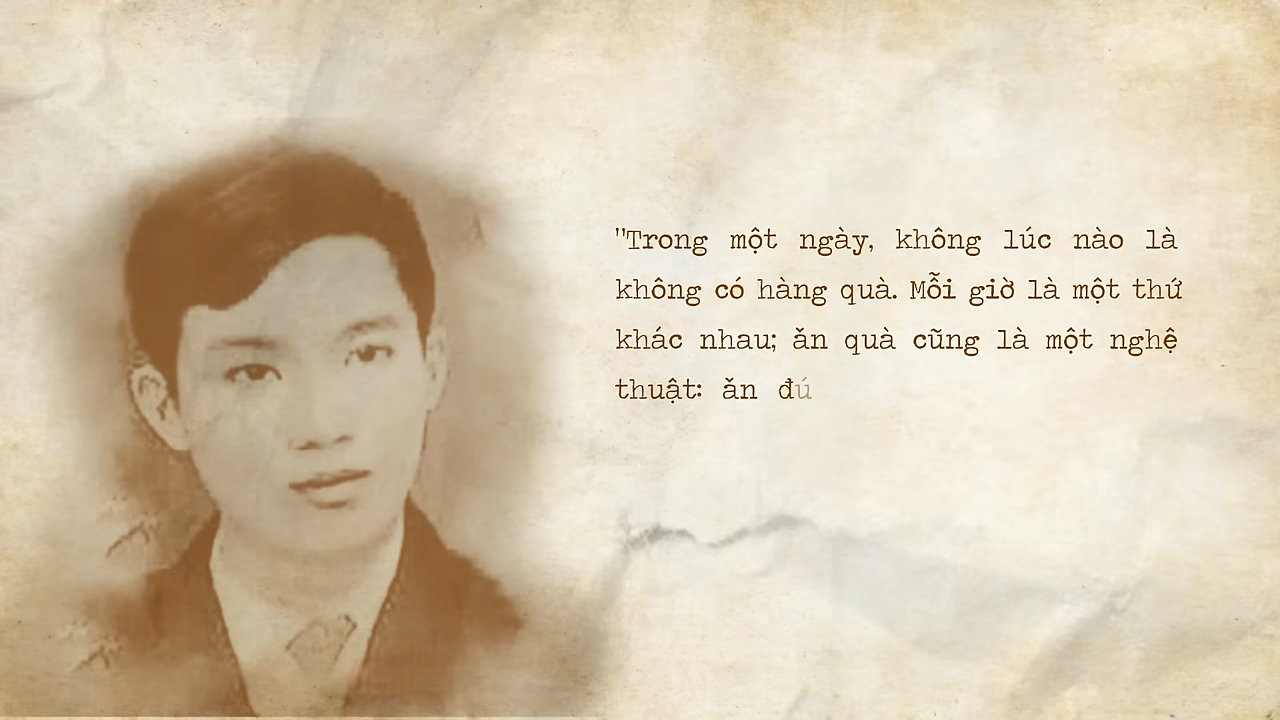 "Trong một ngày, không lúc nào là
không có hàng quà. Mỗi giờ là một thứ
khác nhau; ăn quà cũng là một nghệ
thuật: ăn đú